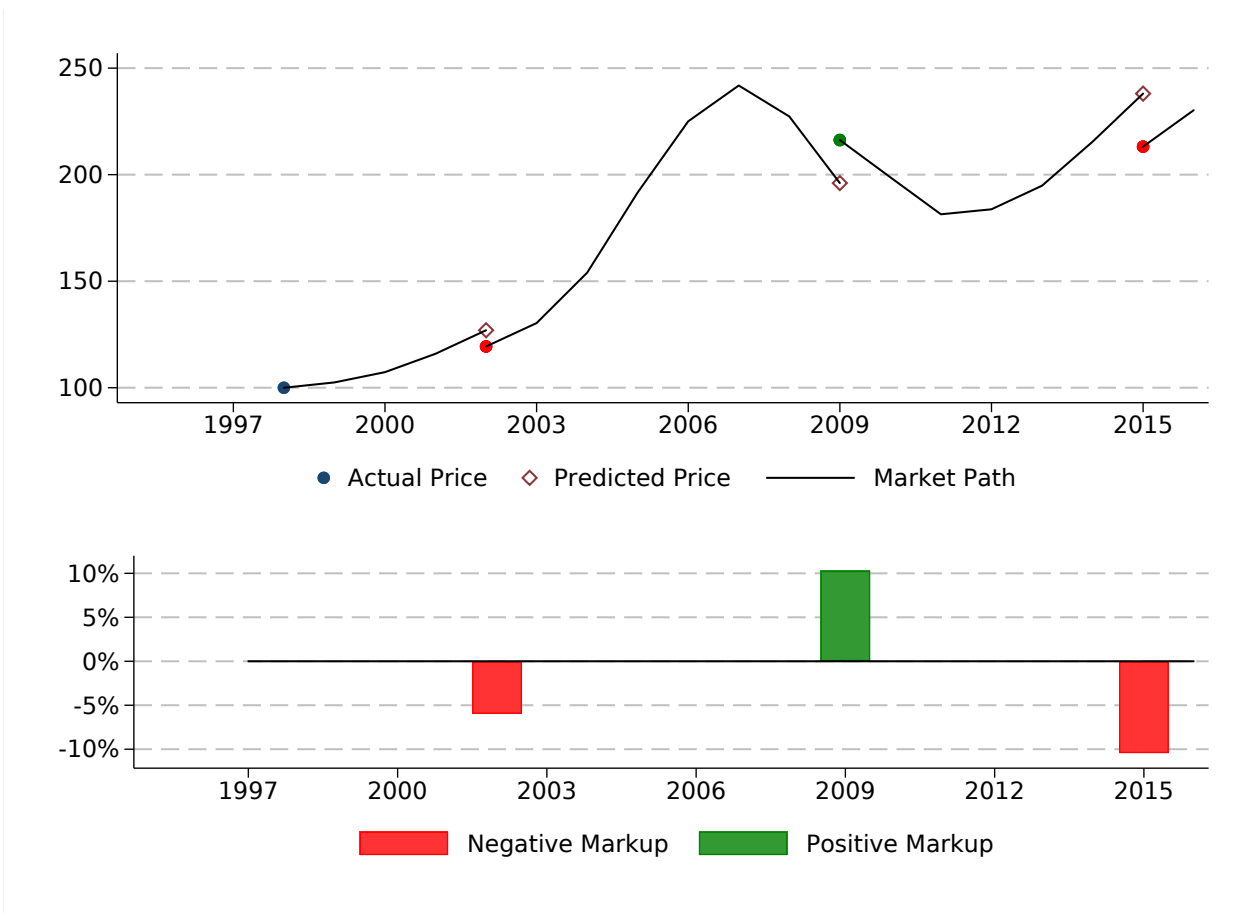 250
200
150
100
1997 2000 2003 2006 2009 2012 2015
Actual Price Predicted Price Market Path
10%
5%
0%
-5%
-10%
1997 2000 2003 2006 2009 2012 2015
Negative Markup Positive Markup